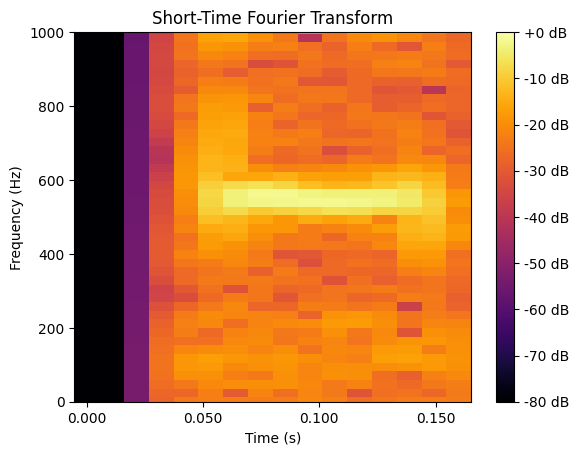 Short-Time Fourier Transform
1000
800
600
400
200
0
Frequency (Hz)
0.000
0.050
0.100
0.150
Time (s)
+0 dB
-10 dB
-20 dB
-30 dB
-40 dB
-50 dB
-60 dB
-70 dB
-80 dB